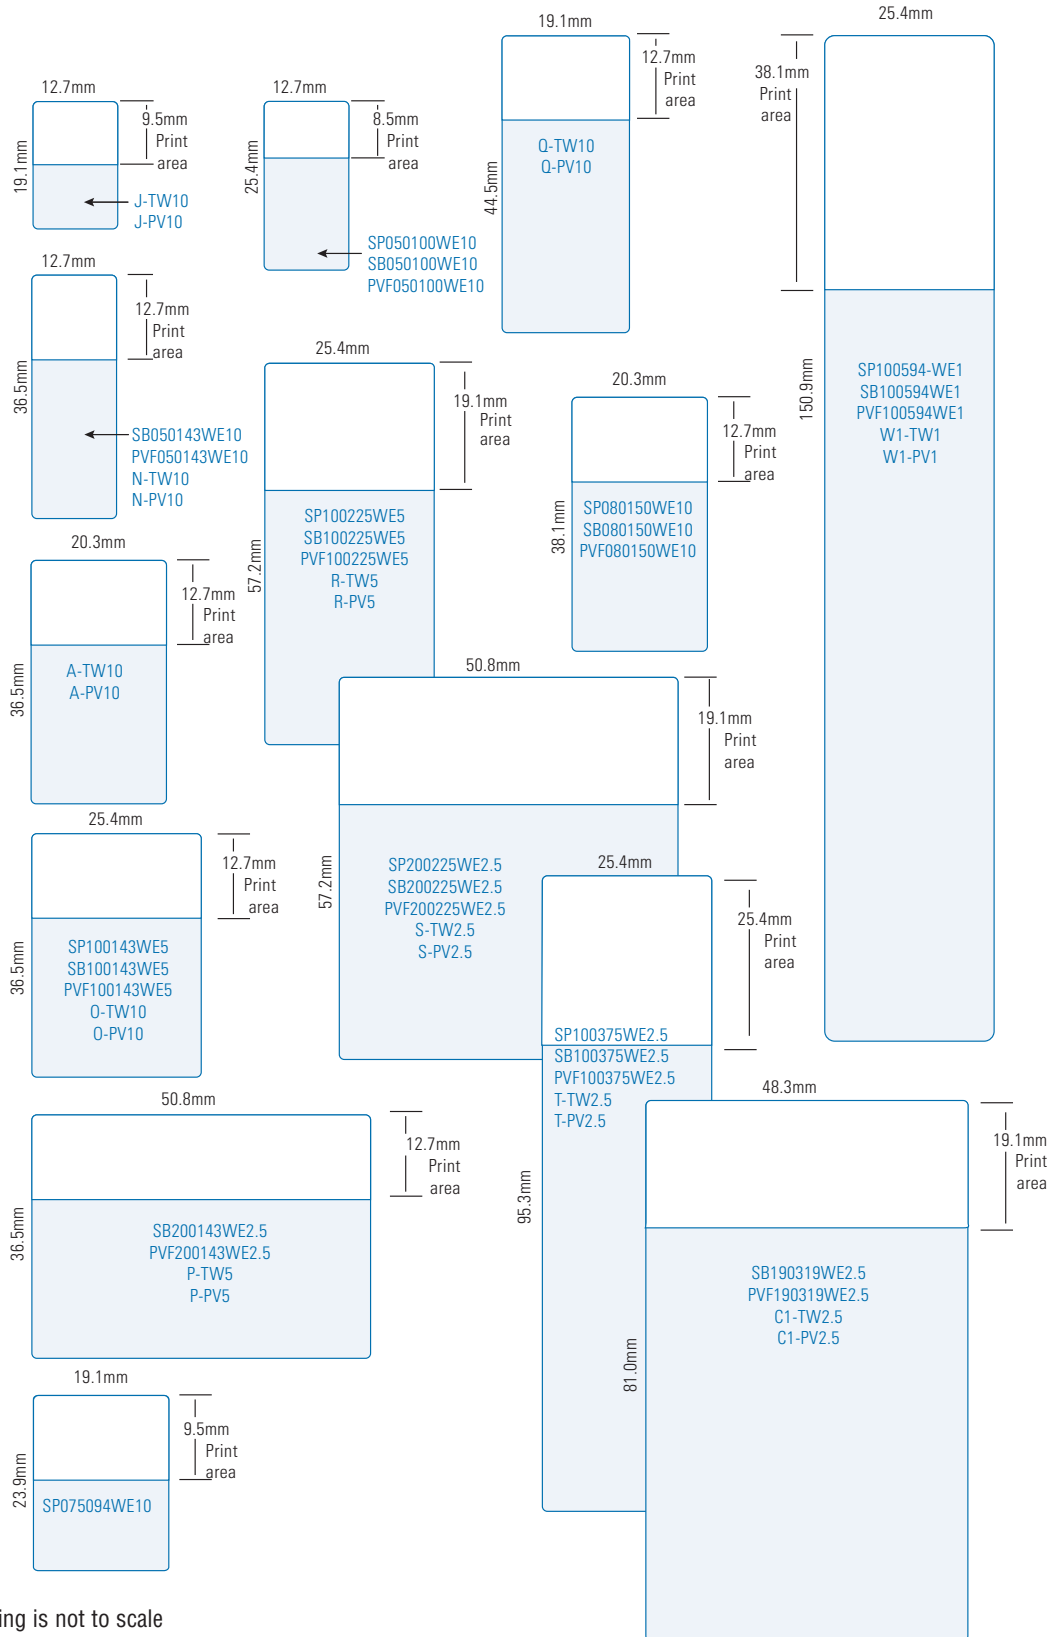 12.7mm
9.5mm
Print
area
19.1mm
J-TW10
J-PV10
12.7mm
8.5mm
Print
area
25.4mm
SP050100WE10
SB050100WE10
PVF050100WE10
19.1mm
12.7mm
Print
area
44.5mm
Q-TW10
Q-PV10
25.4mm
38.1mm
Print
area
150.9mm
SP100594-WE1
SB100594WE1
PVF100594WE1
W1-TW1
W1-PV1
12.7mm
12.7mm
Print
area
36.5mm
SB050143WE10
PVF050143WE10
N-TW10
N-PV10
25.4mm
19.1mm
Print
area
57.2mm
SP100225WE5
SB100225WE5
PVF100225WE5
R-TW5
R-PV5
20.3mm
12.7mm
Print
area
38.1mm
SP080150WE10
SB080150WE10
PVF080150WE10
20.3mm
12.7mm
Print
area
36.5mm
A-TW10
A-PV10
50.8mm
19.1mm
Print
area
57.2mm
SP200225WE2.5
SB200225WE2.5
PVF200225WE2.5
S-TW2.5
S-PV2.5
25.4mm
12.7mm
Print
area
36.5mm
SP100143WE5
SB100143WE5
PVF100143WE5
O-TW10
O-PV10
25.4mm
25.4mm
Print
area
95.3mm
SP100375WE2.5
SB100375WE2.5
PVF100375WE2.5
T-TW2.5
T-PV2.5
50.8mm
12.7mm
Print
area
36.5mm
SB200143WE2.5
PVF200143WE2.5
P-TW5
P-PV5
48.3mm
19.1mm
Print
area
81.0mm
SB190319WE2.5
PVF190319WE2.5
C1-TW2.5
C1-PV2.5
19.1mm
9.5mm
Print
area
23.9mm
SP075094WE10
ing is not to scale